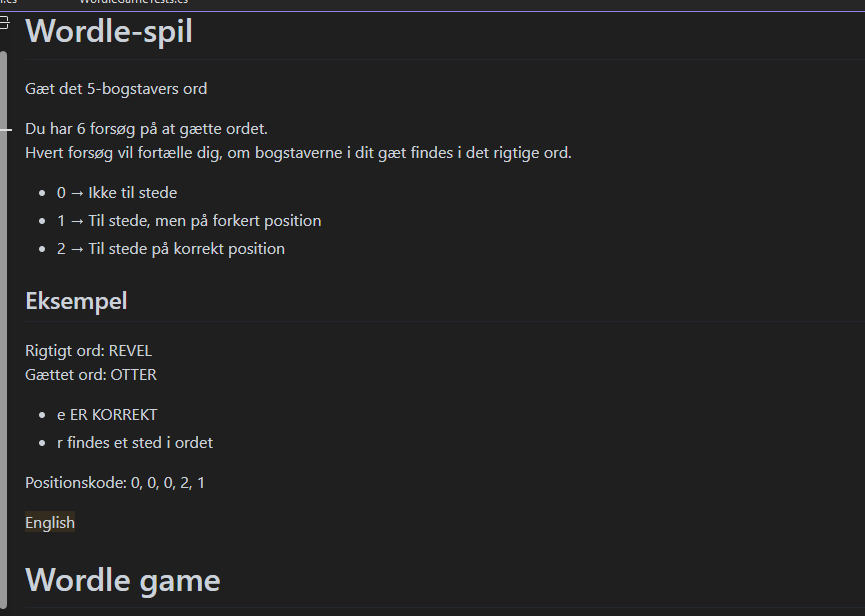 WordleGameTests.cs
Wordle-spil
Gæt det 5-bogstavers ord
Du har 6 forsøg på at gætte ordet.
Hvert forsøg vil fortælle dig, om bogstaverne i dit gæt findes i det rigtige ord.
• 0 → Ikke til stede
• 1 → Til stede, men på forkert position
• 2 → Til stede på korrekt position
Eksempel
Rigtigt ord: REVEL
Gættet ord: OTTER
• e ER KORREKT
• r findes et sted i ordet
Positionskode: 0, 0, 0, 2, 1
English
Wordle game